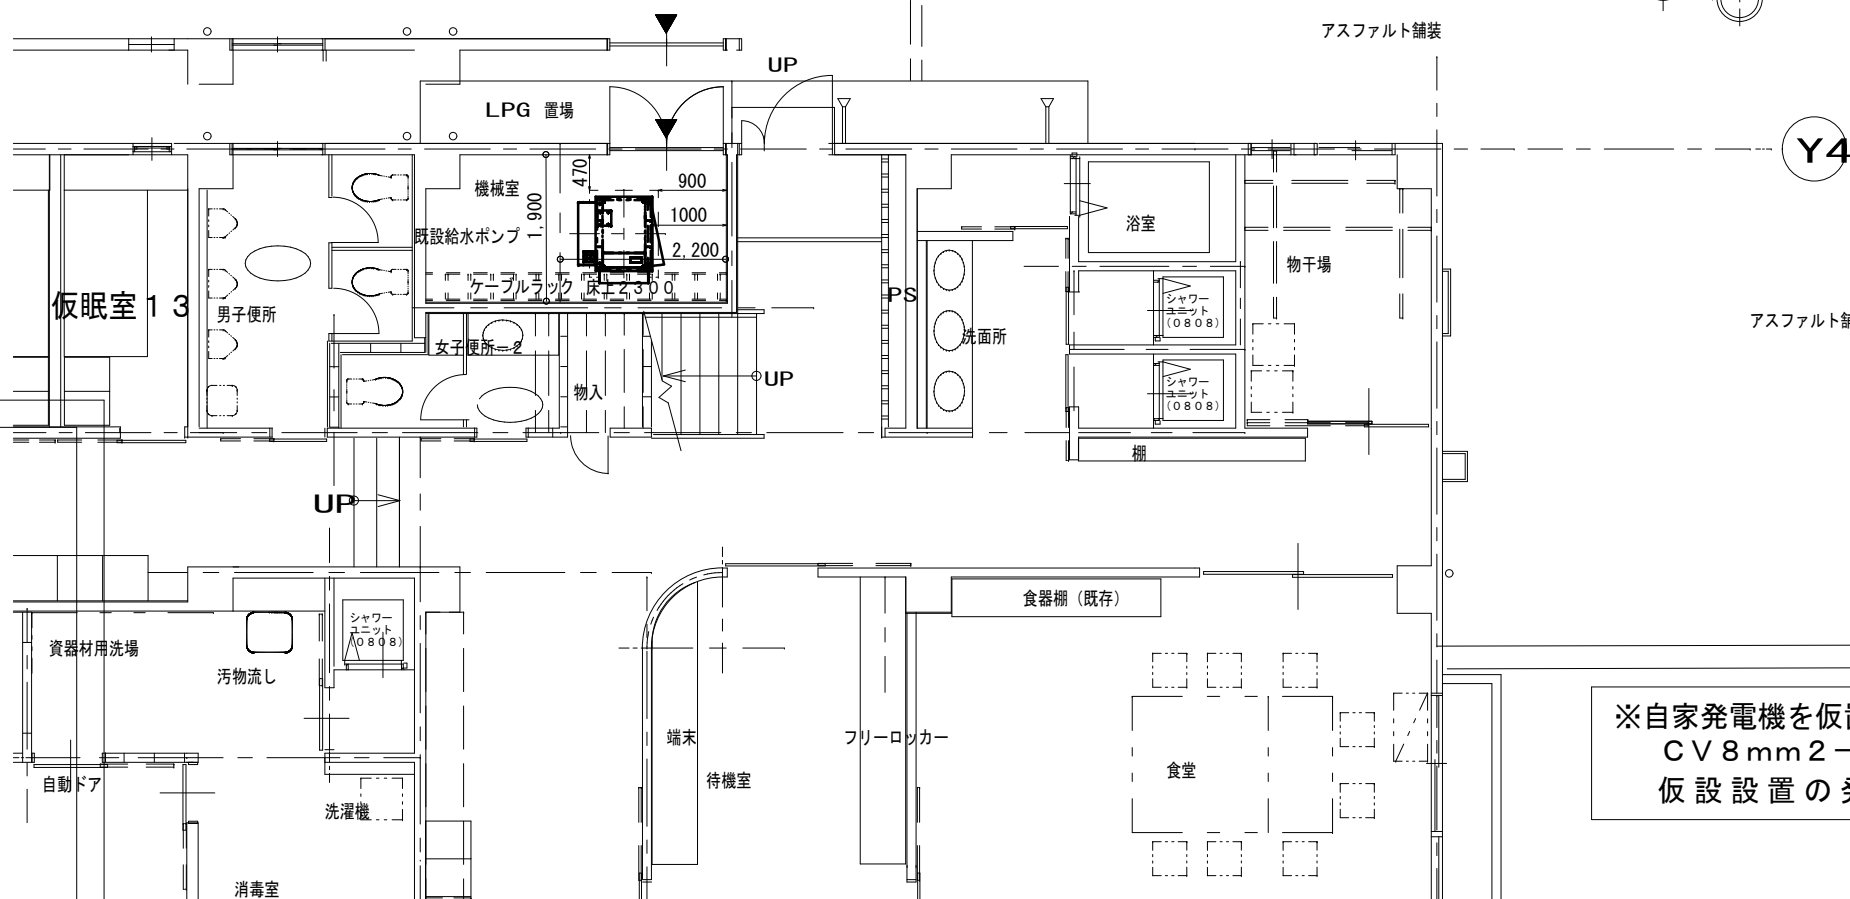 アスファルト舗装
UP
LPG 置場
Y4
470
900
機械室
1,900
1000
浴室
既設給水ポンプ
2,200
物干場
ケーブルラック 床上2300
仮眠室13
男子便所
PS
シャワー
ユニット
(0808)
アスファルト舗
女子便所-2
洗面所
UP
シャワー
ユニット
(0808)
物入
棚
UP
食器棚(既存)
シャワー
ユニット
(0808)
資器材用洗場
汚物流し
※自家発電機を仮
CV8mm2-
仮設設置の
端末
フリーロッカー
待機室
食堂
自動ドア
洗濯機
消毒室